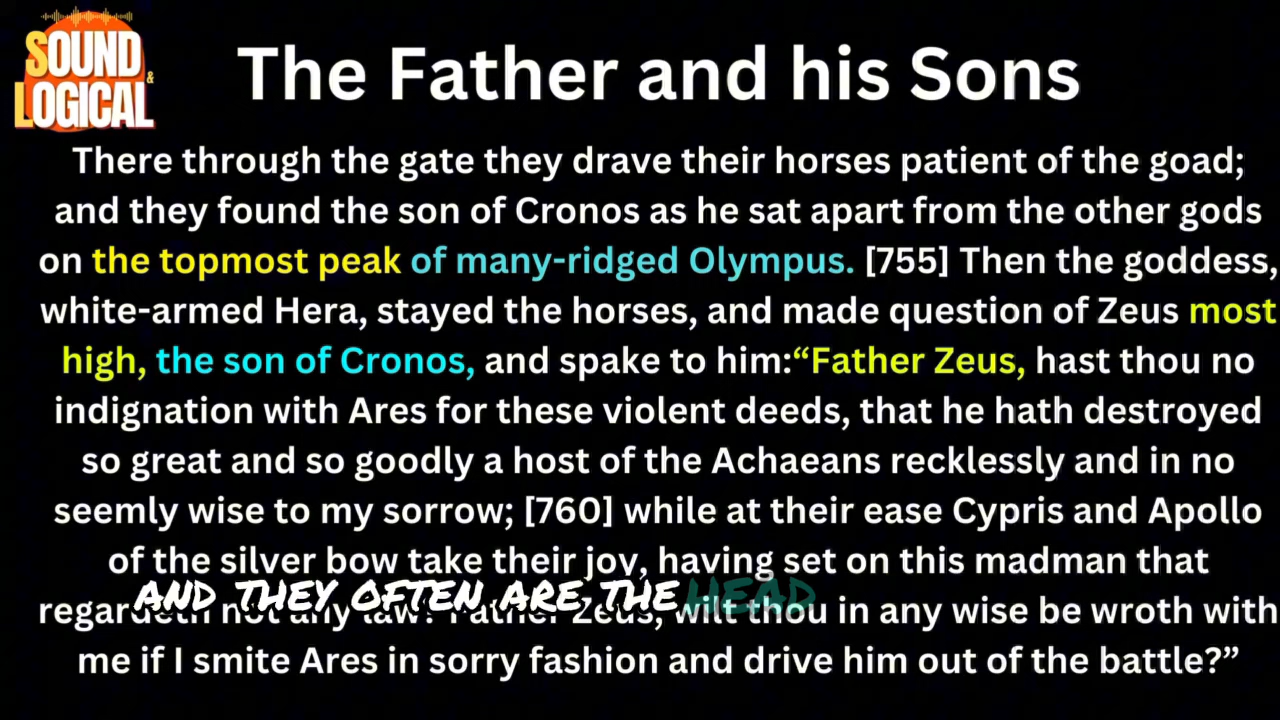 SOUND
&
LOGICAL
The Father and his Sons
There through the gate they drave their horses patient of the goad;
and they found the son of Cronos as he sat apart from the other gods
on the topmost peak of many-ridged Olympus. [755] Then the goddess,
white-armed Hera, stayed the horses, and made question of Zeus most
high, the son of Cronos, and spake to him:“Father Zeus, hast thou no
indignation with Ares for these violent deeds, that he hath destroyed
so great and so goodly a host of the Achaeans recklessly and in no
seemly wise to my sorrow; [760] while at their ease Cypris and Apollo
of the silver bow take their joy, having set on this madman that
AND THEY OFTEN ARE THE HEAD
regardeth not any law? Father Zeus, wilt thou in any wise be wroth with
me if I smite Ares in sorry fashion and drive him out of the battle?”